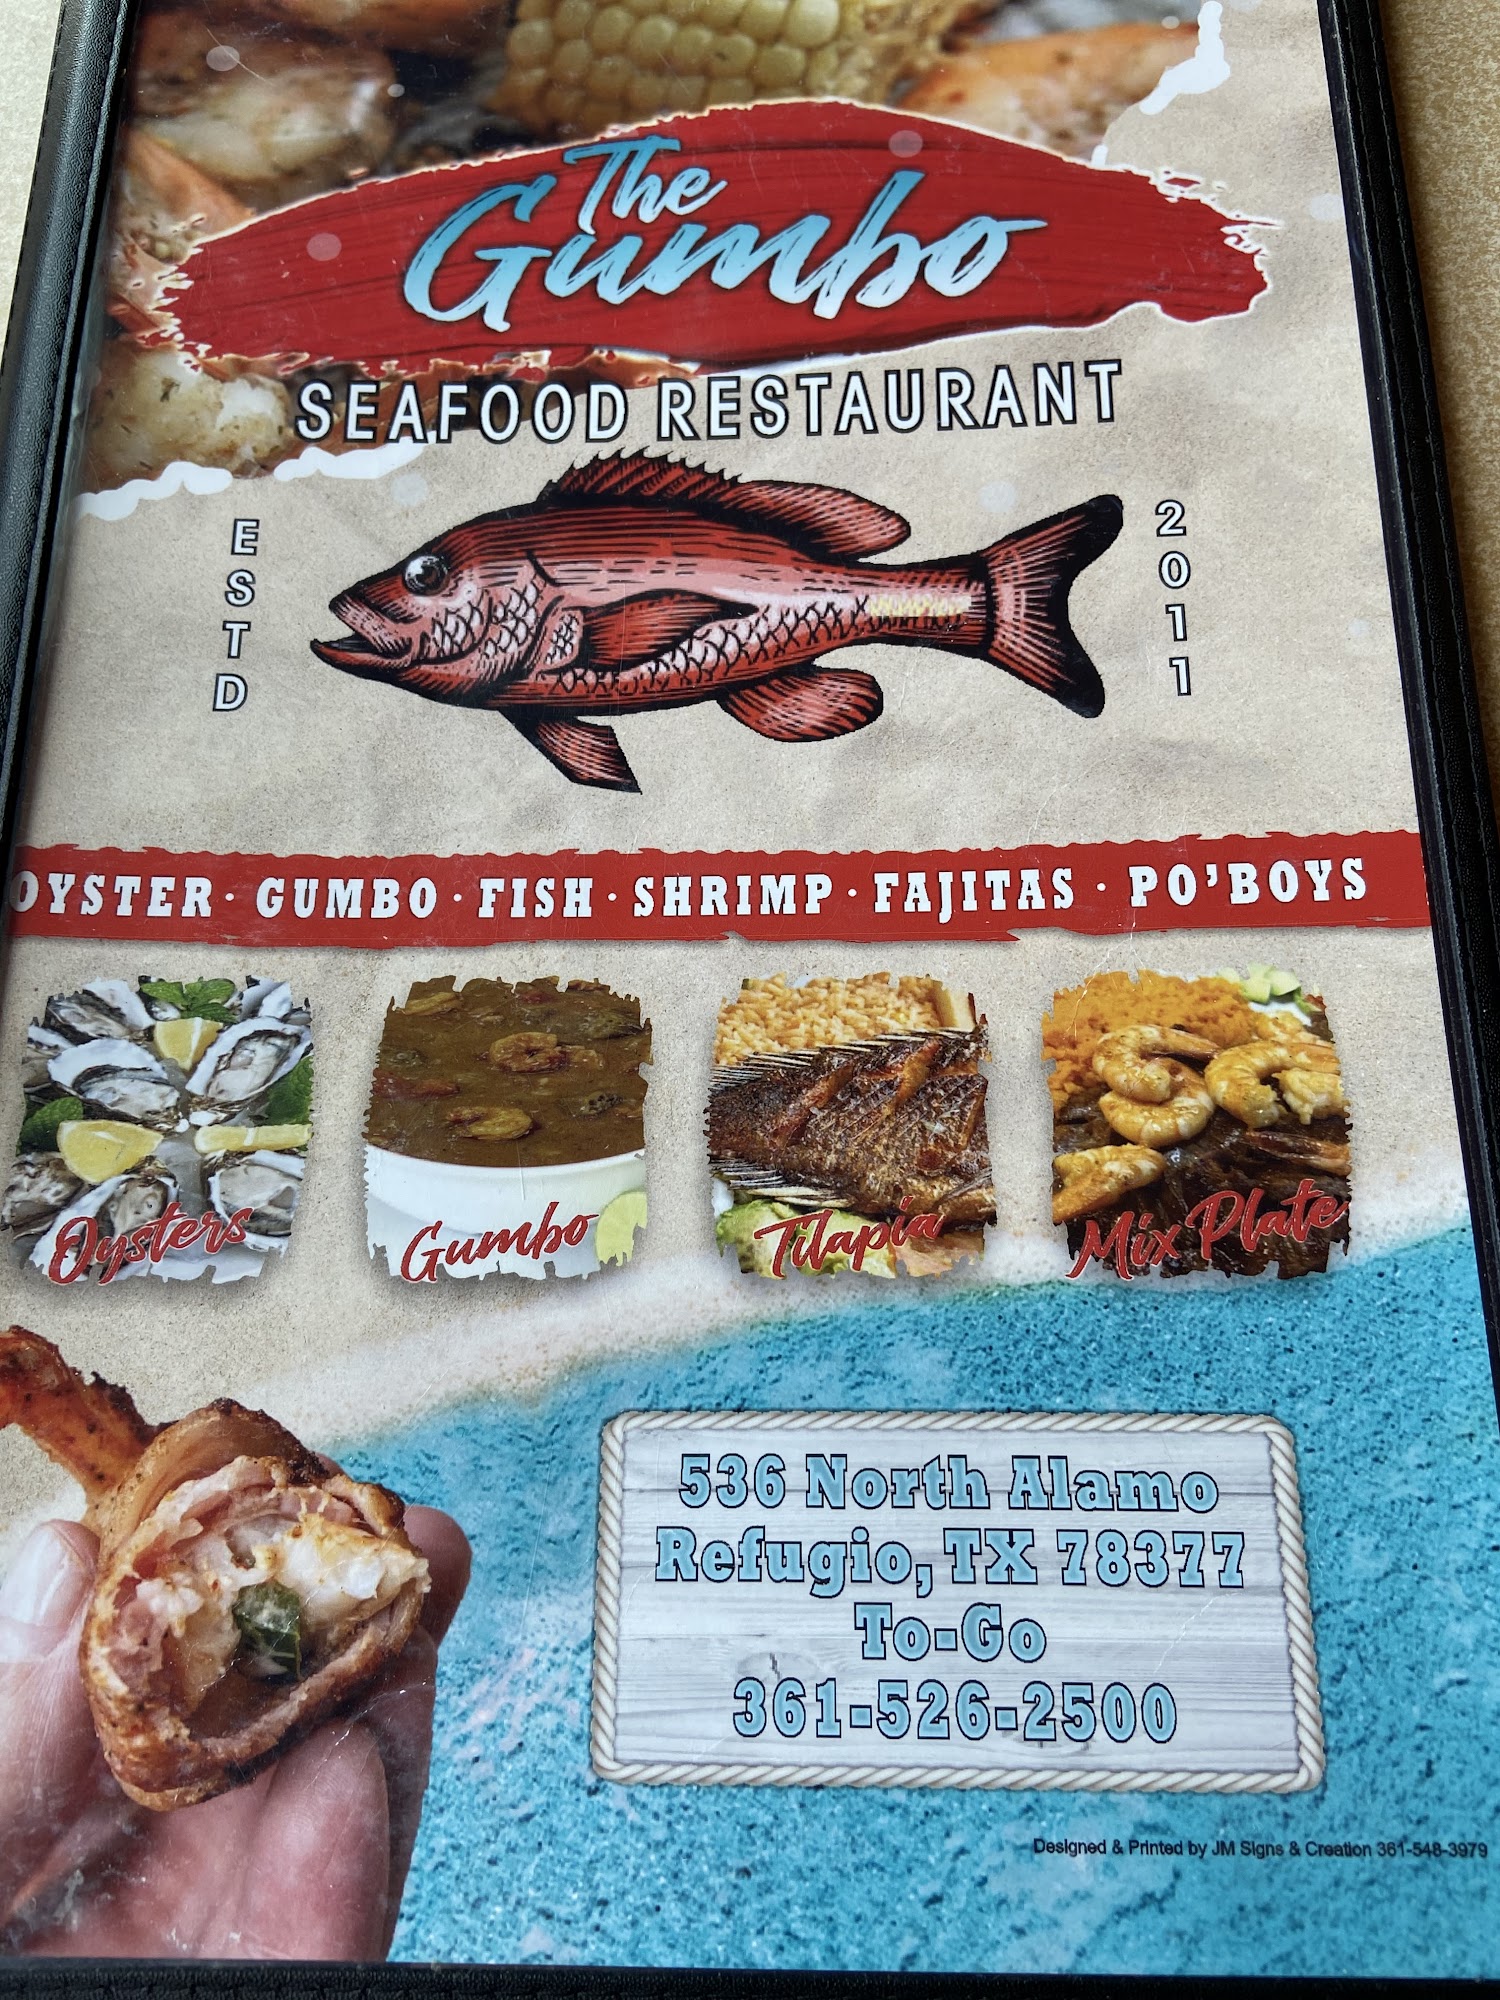 The
Gumbo
SEAFOOD RESTAURANT
ESTD
2011
OYSTER · GUMBO · FISH · SHRIMP · FAJITAS · PO'BOYS
Oysters
Gumbo
Tilapia
Mix Plate
536 North Alamo
Refugio, TX 78377
To-Go
361-526-2500
Designed & Printed by JM Signs & Creation 361-548-3979